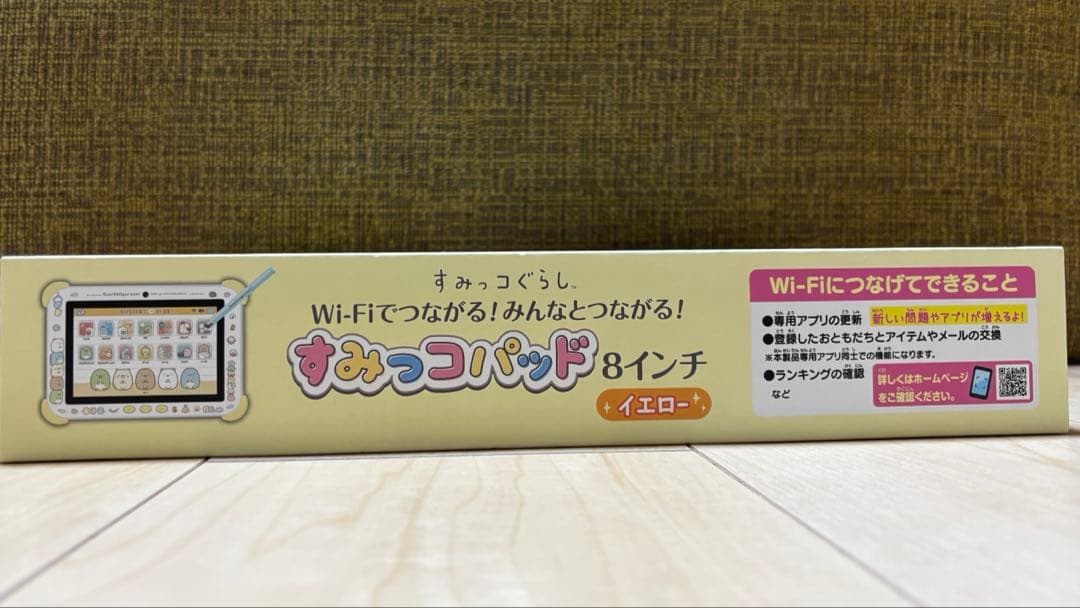 すみっコぐらし™
Wi-Fiでつながる！みんなとつながる！
すみっコパッド 8インチ
イエロー
Wi-Fiにつなげてできること
●専用アプリの更新 新しい問題やアプリが増えるよ！
●登録したおともだちとアイテムやメールの交換
※本製品専用アプリ同士での機能になります。
●ランキングの確認
など
詳しくはホームページ
をご確認ください。